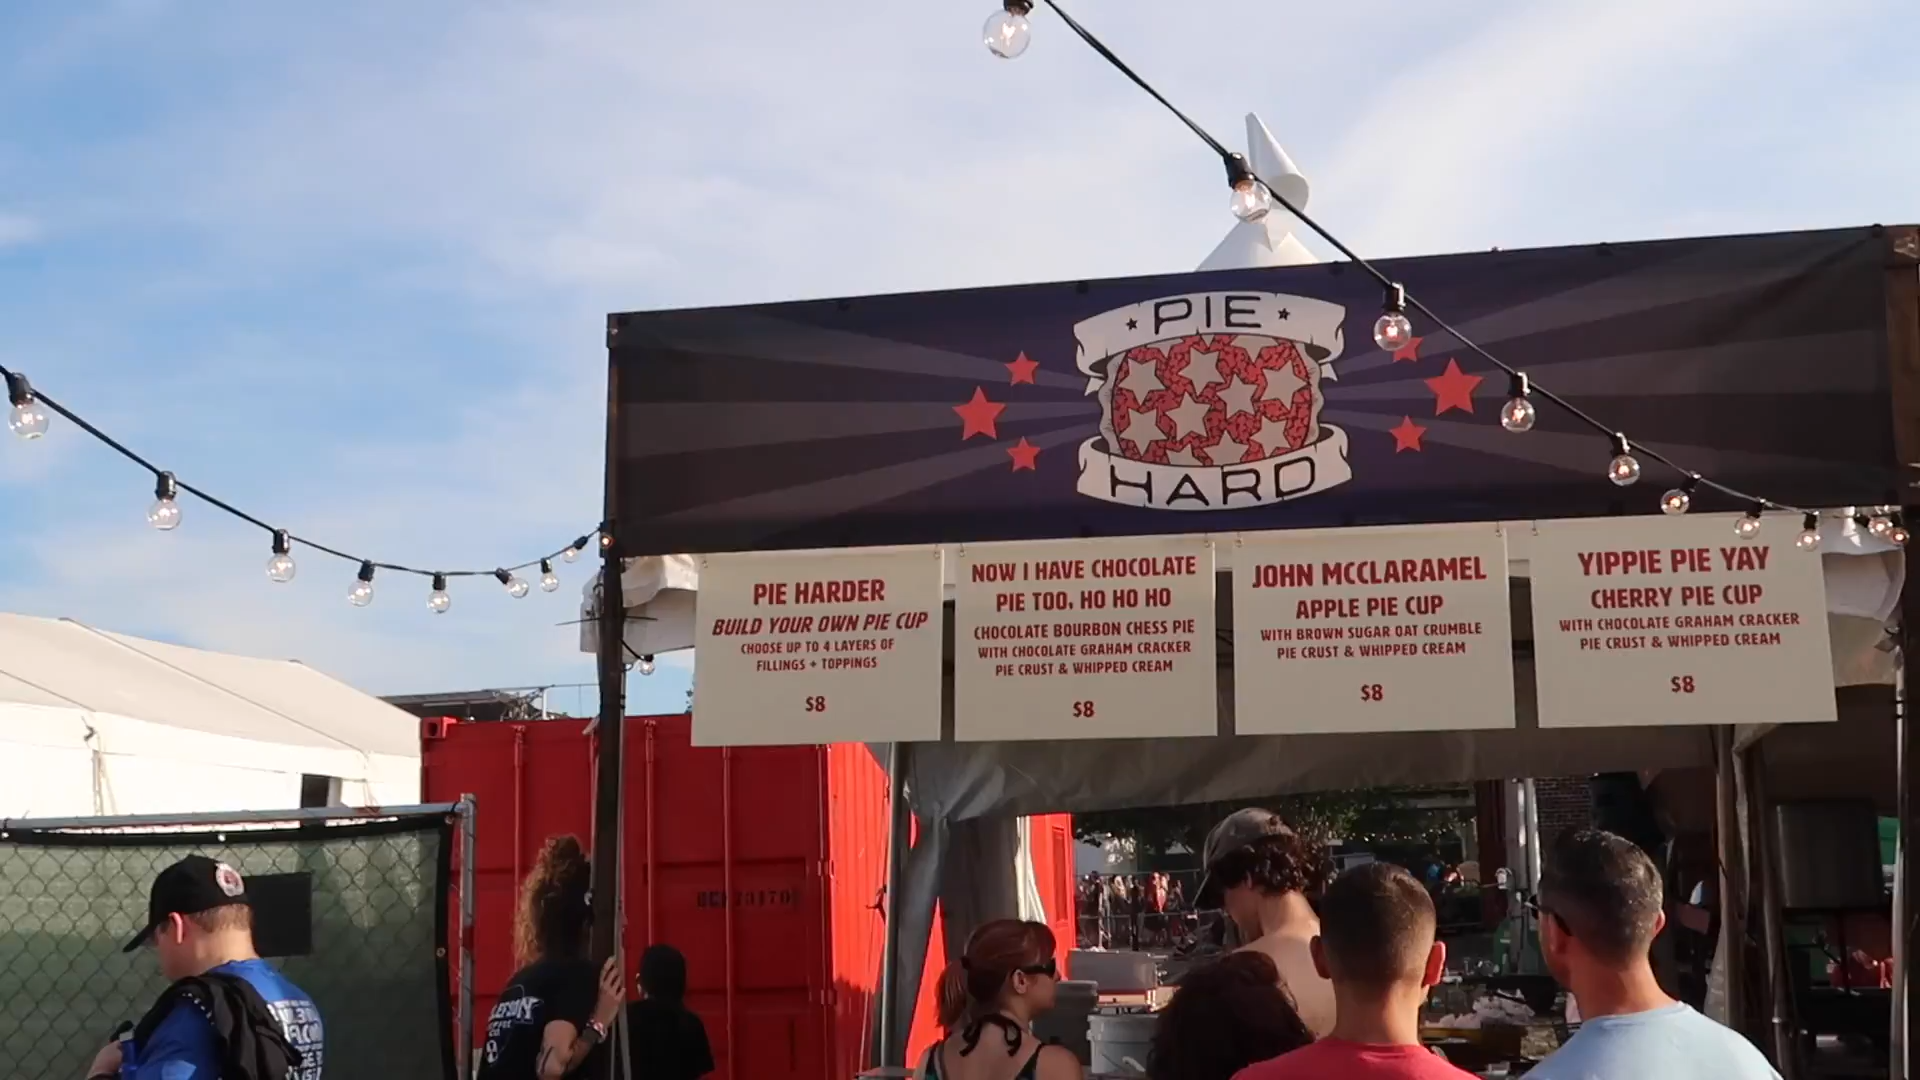 PIE
HARD
PIE HARDER
BUILD YOUR OWN PIE CUP
CHOOSE UP TO 4 LAYERS OF
FILLINGS + TOPPINGS
$8
NOW I HAVE CHOCOLATE
PIE TOO, HO HO HO
CHOCOLATE BOURBON CHESS PIE
WITH CHOCOLATE GRAHAM CRACKER
PIE CRUST & WHIPPED CREAM
$8
JOHN MCCLARAMEL
APPLE PIE CUP
WITH BROWN SUGAR OAT CRUMBLE
PIE CRUST & WHIPPED CREAM
$8
YIPPIE PIE YAY
CHERRY PIE CUP
WITH CHOCOLATE GRAHAM CRACKER
PIE CRUST & WHIPPED CREAM
$8